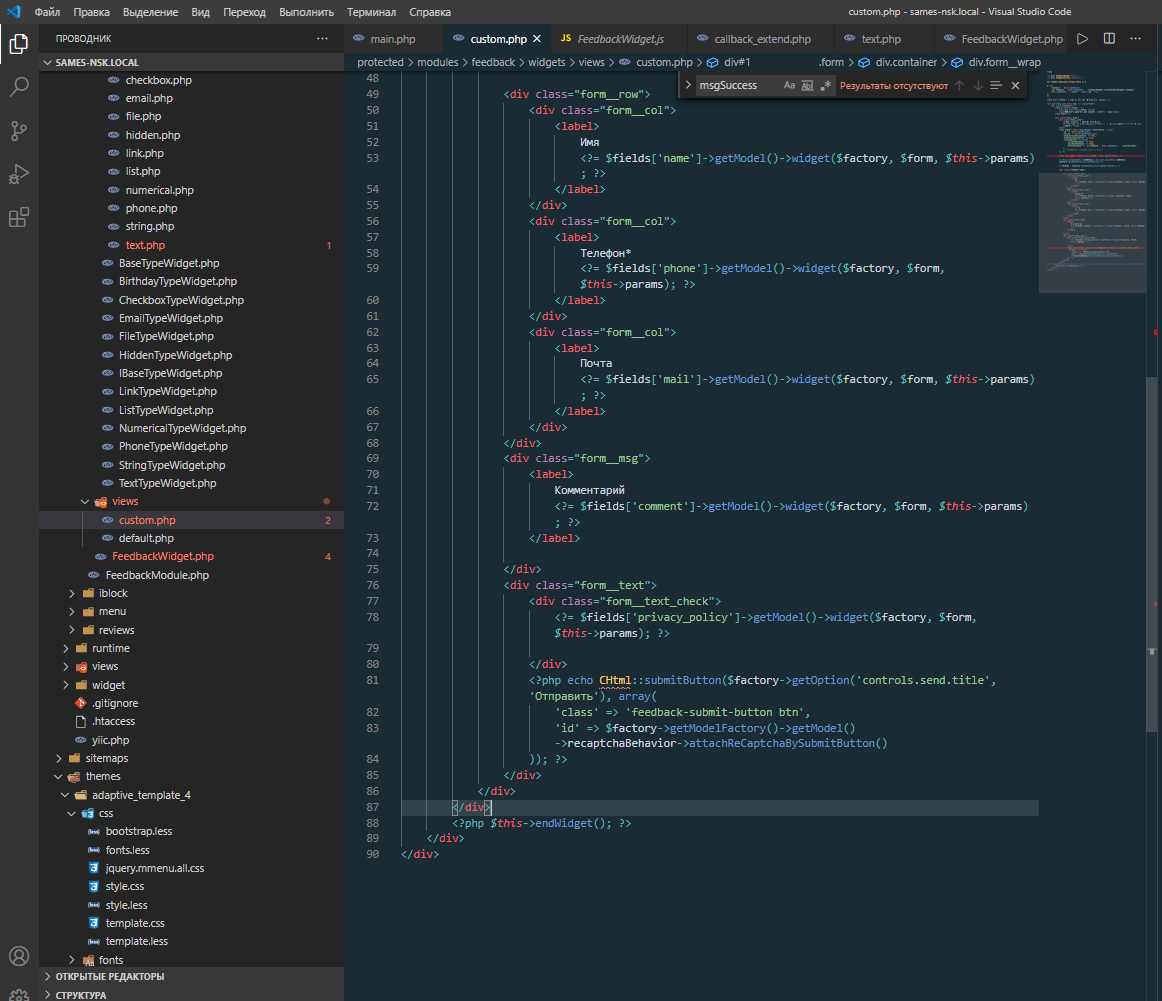 Файл Правка Выделение Вид Переход Выполнить Терминал Справка custom.php - sames-nsk.local - Visual Studio Code
ПРОВОДНИК ···
main.php custom.php JS FeedbackWidget.js callback_extend.php text.php FeedbackWidget.php ···
SAMES-NSK.LOCAL
protected > modules > feedback > widgets > views > custom.php > .form > div.container > div.form__wrap
msgSuccess Aa Результаты отсутствуют
checkbox.php
email.php
file.php
hidden.php
link.php
list.php
numerical.php
phone.php
string.php
text.php 1
BaseTypeWidget.php
BirthdayTypeWidget.php
CheckboxTypeWidget.php
EmailTypeWidget.php
FileTypeWidget.php
HiddenTypeWidget.php
IBaseTypeWidget.php
LinkTypeWidget.php
ListTypeWidget.php
NumericalTypeWidget.php
PhoneTypeWidget.php
StringTypeWidget.php
TextTypeWidget.php
views
custom.php 2
default.php
FeedbackWidget.php 4
FeedbackModule.php
iblock
menu
reviews
runtime
views
widget
.gitignore
.htaccess
yiic.php
sitemaps
themes
adaptive_template_4
css
bootstrap.less
fonts.less
jquery.mmenu.all.css
style.css
style.less
template.css
template.less
fonts
ОТКРЫТЫЕ РЕДАКТОРЫ
СТРУКТУРА
48
49 <div class="form__row">
50 <div class="form__col">
51 <label>
52 Имя
53 <?= $fields['name']->getModel()->widget($factory, $form, $this->params)
; ?>
54 </label>
55 </div>
56 <div class="form__col">
57 <label>
58 Телефон*
59 <?= $fields['phone']->getModel()->widget($factory, $form,
$this->params); ?>
60 </label>
61 </div>
62 <div class="form__col">
63 <label>
64 Почта
65 <?= $fields['mail']->getModel()->widget($factory, $form, $this->params)
; ?>
66 </label>
67 </div>
68 </div>
69 <div class="form__msg">
70 <label>
71 Комментарий
72 <?= $fields['comment']->getModel()->widget($factory, $form, $this->params)
; ?>
73 </label>
74
75 </div>
76 <div class="form__text">
77 <div class="form__text_check">
78 <?= $fields['privacy_policy']->getModel()->widget($factory, $form,
$this->params); ?>
79
80 </div>
81 <?php echo CHtml::submitButton($factory->getOption('controls.send.title',
'Отправить'), array(
82 'class' => 'feedback-submit-button btn',
83 'id' => $factory->getModelFactory()->getModel()
->recaptchaBehavior->attachReCaptchaBySubmitButton()
84 )); ?>
85 </div>
86 </div>
87 </div>
88 <?php $this->endWidget(); ?>
89 </div>
90 </div>